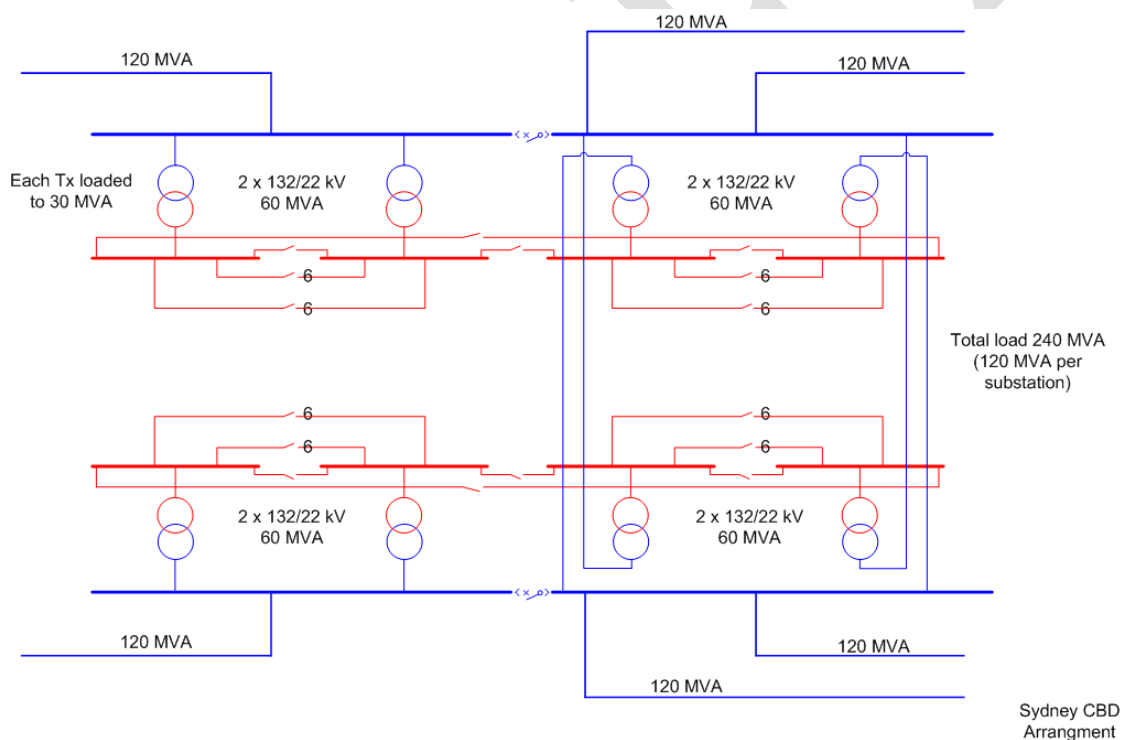 120 MVA
120 MVA
120 MVA
Each Tx loaded
to 30 MVA
2 x 132/22 kV
60 MVA
2 x 132/22 kV
60 MVA
6
6
6
6
Total load 240 MVA
(120 MVA per
substation)
6
6
6
6
2 x 132/22 kV
60 MVA
2 x 132/22 kV
60 MVA
120 MVA
120 MVA
120 MVA
Sydney CBD
Arrangment